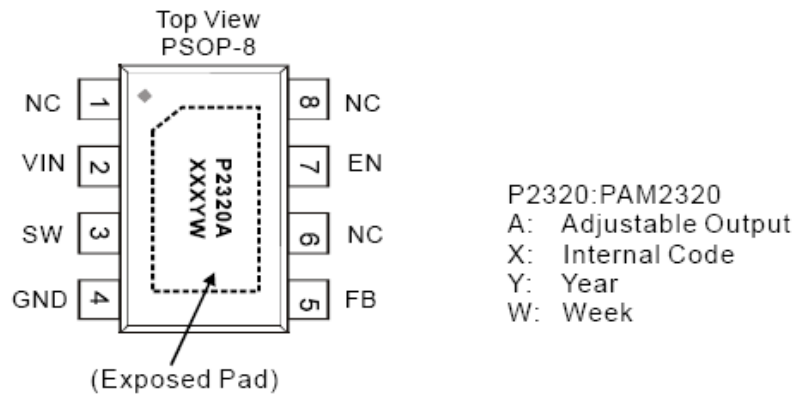 Top View
PSOP-8
NC 1 8 NC
VIN 2 7 EN
SW 3 6 NC
GND 4 5 FB
P2320A
XXXYW
(Exposed Pad)
P2320:PAM2320
A: Adjustable Output
X: Internal Code
Y: Year
W: Week